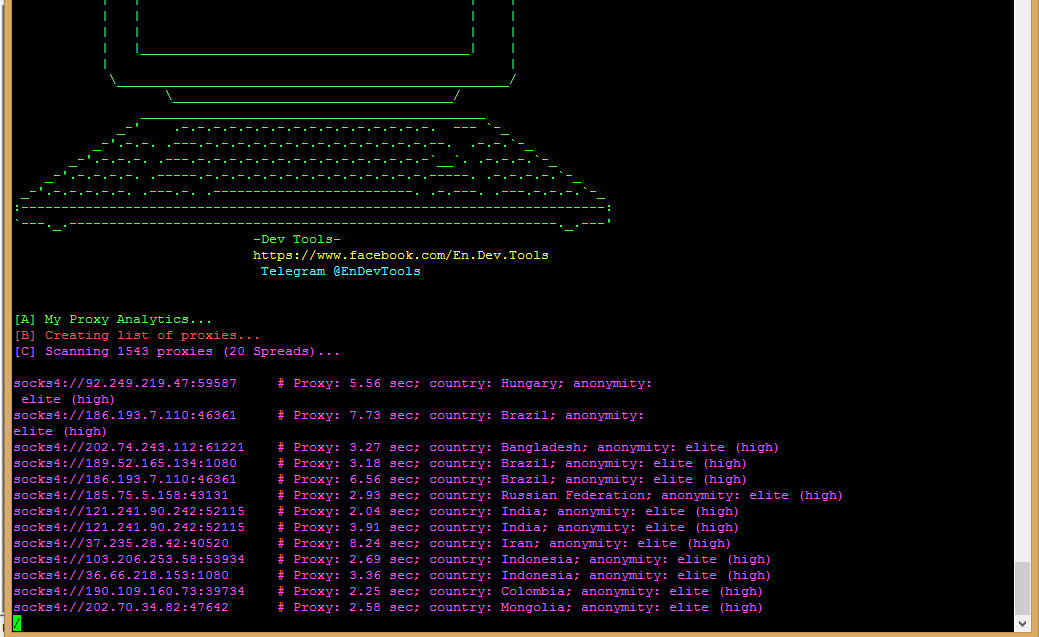 -Dev Tools-
https://www.facebook.com/En.Dev.Tools
Telegram @EnDevTools
[A] My Proxy Analytics...
[B] Creating list of proxies...
[C] Scanning 1543 proxies (20 Spreads)...
socks4://92.249.219.47:59587 # Proxy: 5.56 sec; country: Hungary; anonymity:
elite (high)
socks4://186.193.7.110:46361 # Proxy: 7.73 sec; country: Brazil; anonymity:
elite (high)
socks4://202.74.243.112:61221 # Proxy: 3.27 sec; country: Bangladesh; anonymity: elite (high)
socks4://189.52.165.134:1080 # Proxy: 3.18 sec; country: Brazil; anonymity: elite (high)
socks4://186.193.7.110:46361 # Proxy: 6.56 sec; country: Brazil; anonymity: elite (high)
socks4://185.75.5.158:43131 # Proxy: 2.93 sec; country: Russian Federation; anonymity: elite (high)
socks4://121.241.90.242:52115 # Proxy: 2.04 sec; country: India; anonymity: elite (high)
socks4://121.241.90.242:52115 # Proxy: 3.91 sec; country: India; anonymity: elite (high)
socks4://37.235.28.42:40520 # Proxy: 8.24 sec; country: Iran; anonymity: elite (high)
socks4://103.206.253.58:53934 # Proxy: 2.69 sec; country: Indonesia; anonymity: elite (high)
socks4://36.66.218.153:1080 # Proxy: 3.36 sec; country: Indonesia; anonymity: elite (high)
socks4://190.109.160.73:39734 # Proxy: 2.25 sec; country: Colombia; anonymity: elite (high)
socks4://202.70.34.82:47642 # Proxy: 2.58 sec; country: Mongolia; anonymity: elite (high)
/